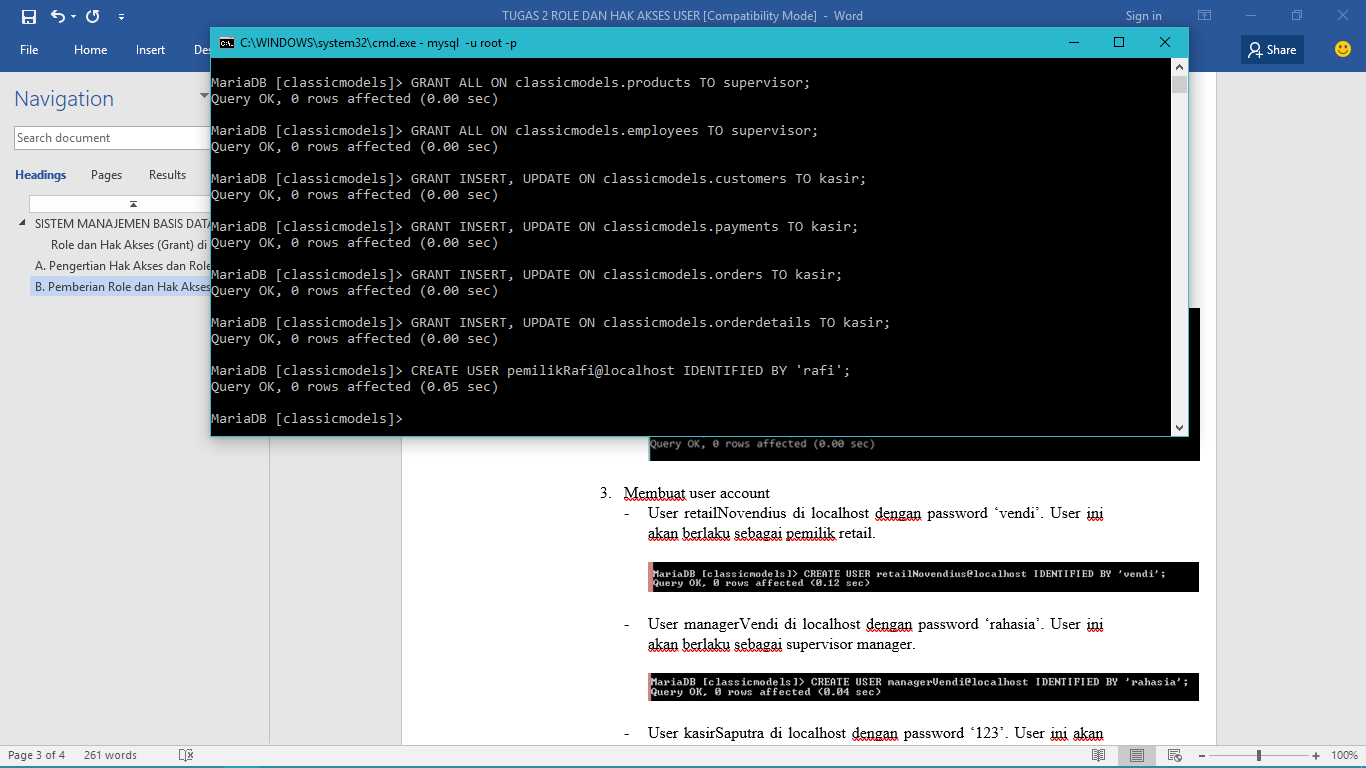 TUGAS 2 ROLE DAN HAK AKSES USER [Compatibility Mode] - Word
Sign in
File
Home
Insert
Share
C:\WINDOWS\system32\cmd.exe - mysql -u root -p
MariaDB [classicmodels]> GRANT ALL ON classicmodels.products TO supervisor;
Query OK, 0 rows affected (0.00 sec)
MariaDB [classicmodels]> GRANT ALL ON classicmodels.employees TO supervisor;
Query OK, 0 rows affected (0.00 sec)
MariaDB [classicmodels]> GRANT INSERT, UPDATE ON classicmodels.customers TO kasir;
Query OK, 0 rows affected (0.00 sec)
MariaDB [classicmodels]> GRANT INSERT, UPDATE ON classicmodels.payments TO kasir;
Query OK, 0 rows affected (0.00 sec)
MariaDB [classicmodels]> GRANT INSERT, UPDATE ON classicmodels.orders TO kasir;
Query OK, 0 rows affected (0.00 sec)
MariaDB [classicmodels]> GRANT INSERT, UPDATE ON classicmodels.orderdetails TO kasir;
Query OK, 0 rows affected (0.00 sec)
MariaDB [classicmodels]> CREATE USER pemilikRafi@localhost IDENTIFIED BY 'rafi';
Query OK, 0 rows affected (0.05 sec)
MariaDB [classicmodels]>
Navigation
Search document
Headings
Pages
Results
SISTEM MANAJEMEN BASIS DATA
Role dan Hak Akses (Grant) di
A. Pengertian Hak Akses dan Role
B. Pemberian Role dan Hak Akses
Query OK, 0 rows affected (0.00 sec)
3. Membuat user account
- User retailNovendius di localhost dengan password ‘vendi’. User ini
akan berlaku sebagai pemilik retail.
MariaDB [classicmodels]> CREATE USER retailNovendius@localhost IDENTIFIED BY 'vendi';
Query OK, 0 rows affected (0.12 sec)
- User managerVendi di localhost dengan password ‘rahasia’. User ini
akan berlaku sebagai supervisor manager.
MariaDB [classicmodels]> CREATE USER managerVendi@localhost IDENTIFIED BY 'rahasia';
Query OK, 0 rows affected (0.04 sec)
- User kasirSaputra di localhost dengan password ‘123’. User ini akan
Page 3 of 4
261 words
100%